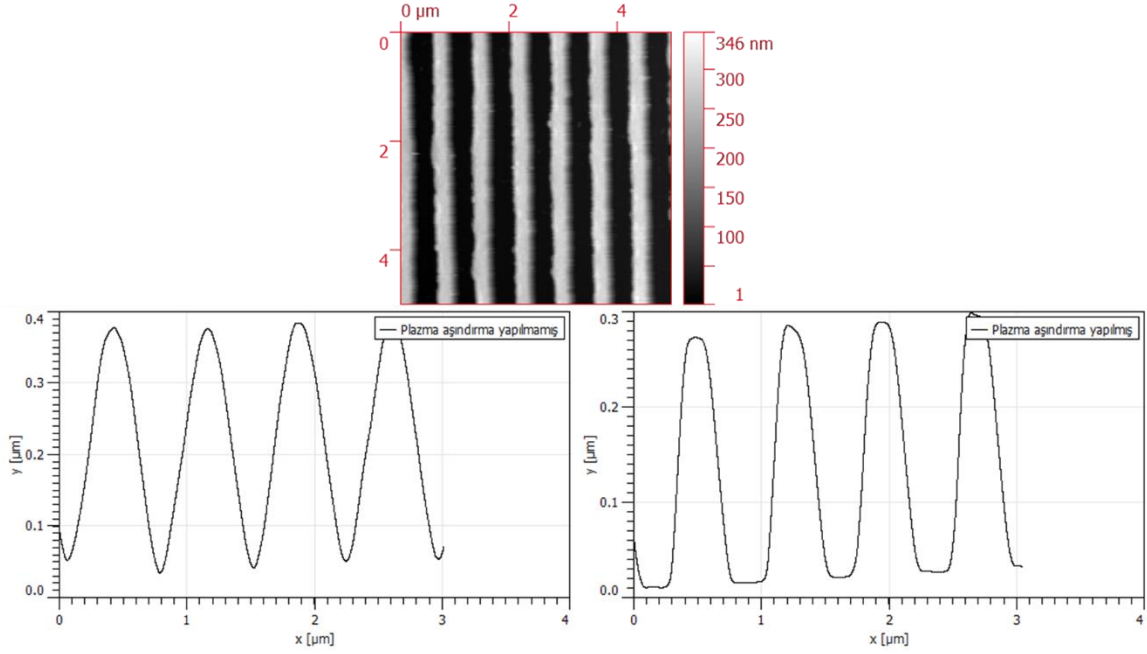 0 µm 2 4
0
2
4
346 nm
300
250
200
150
100
1
0.4
0.3
0.2
0.1
0.0
y [µm]
Plazma aşındırma yapılmamış
0 1 2 3 4
x [µm]
0.3
0.2
0.1
0.0
y [µm]
Plazma aşındırma yapılmış
0 1 2 3 4
x [µm]